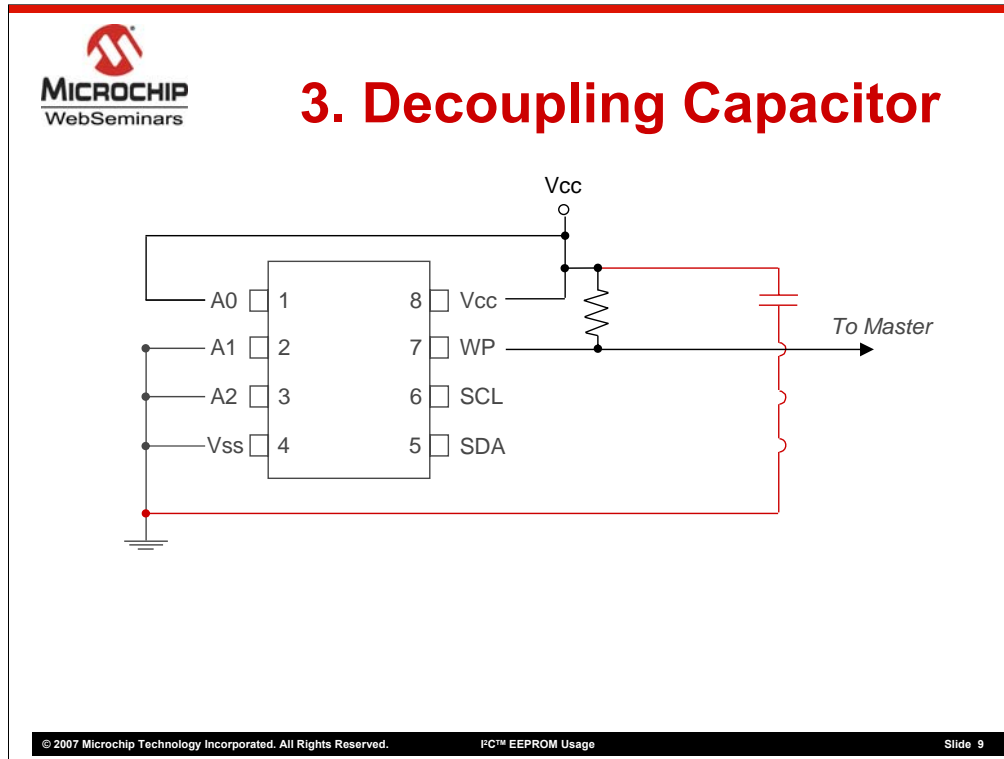 MICROCHIP
WebSeminars
3. Decoupling Capacitor
Vcc
A0 1 8 Vcc
To Master
A1 2 7 WP
A2 3 6 SCL
Vss 4 5 SDA
© 2007 Microchip Technology Incorporated. All Rights Reserved. I²C™ EEPROM Usage Slide 9